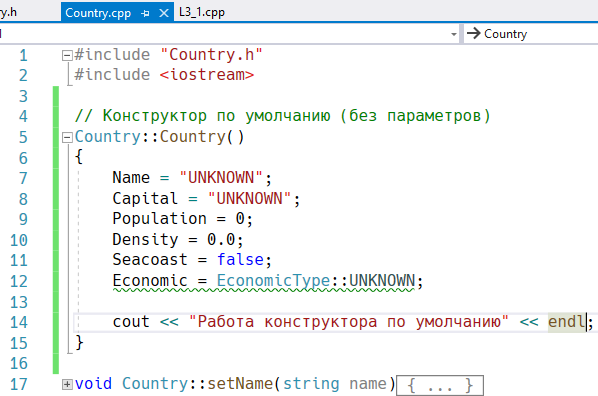 ry.h Country.cpp L3_1.cpp
Country
1 #include "Country.h"
2 #include <iostream>
3
4 // Конструктор по умолчанию (без параметров)
5 Country::Country()
6 {
7 Name = "UNKNOWN";
8 Capital = "UNKNOWN";
9 Population = 0;
10 Density = 0.0;
11 Seacoast = false;
12 Economic = EconomicType::UNKNOWN;
13
14 cout << "Работа конструктора по умолчанию" << endl;
15 }
16
17 void Country::setName(string name) { ... }